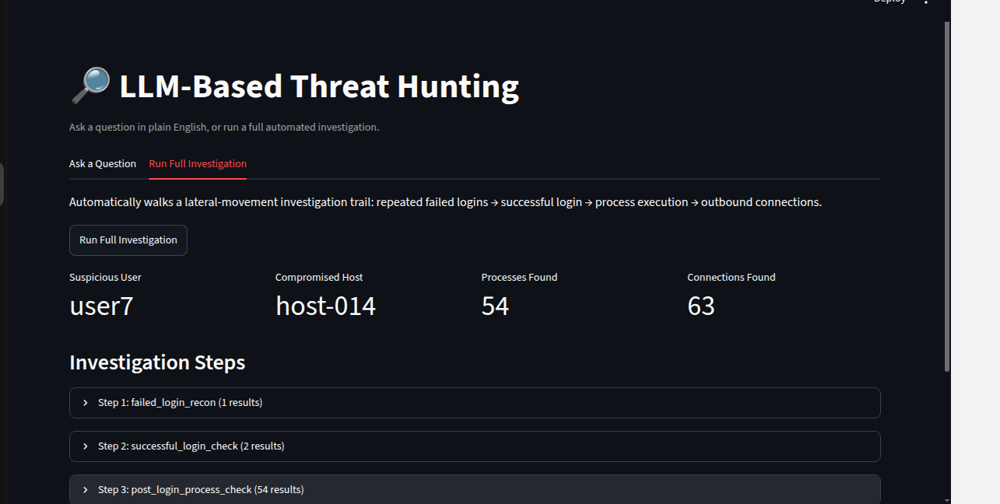 Deploy
LLM-Based Threat Hunting
Ask a question in plain English, or run a full automated investigation.
Ask a Question
Run Full Investigation
Automatically walks a lateral-movement investigation trail: repeated failed logins → successful login → process execution → outbound connections.
Run Full Investigation
Suspicious User
user7
Compromised Host
host-014
Processes Found
54
Connections Found
63
Investigation Steps
Step 1: failed_login_recon (1 results)
Step 2: successful_login_check (2 results)
Step 3: post_login_process_check (54 results)